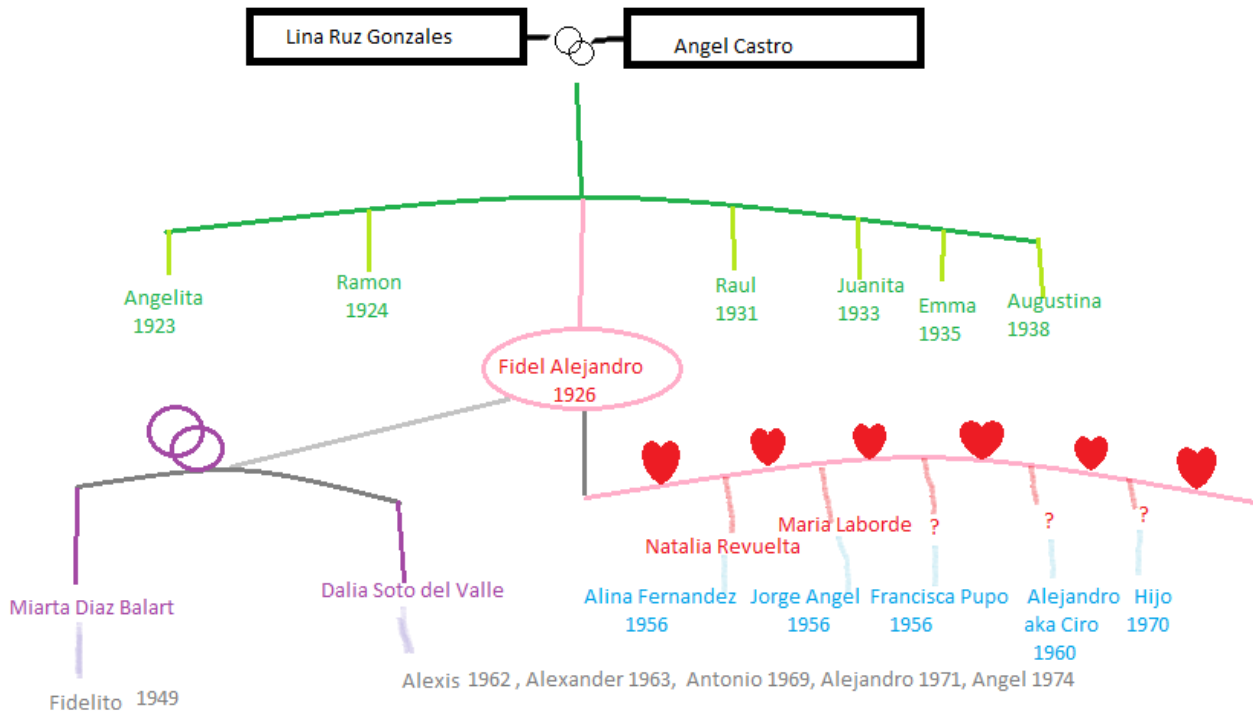 Lina Ruz Gonzales
Angel Castro
Angelita
1923
Ramon
1924
Raul
1931
Juanita
1933
Emma
1935
Augustina
1938
Fidel Alejandro
1926
Miarta Diaz Balart
Dalia Soto del Valle
Natalia Revuelta
Maria Laborde
?
?
?
Alina Fernandez
1956
Jorge Angel
1956
Francisca Pupo
1956
Alejandro
aka Ciro
1960
Hijo
1970
Fidelito 1949
Alexis 1962 , Alexander 1963, Antonio 1969, Alejandro 1971, Angel 1974